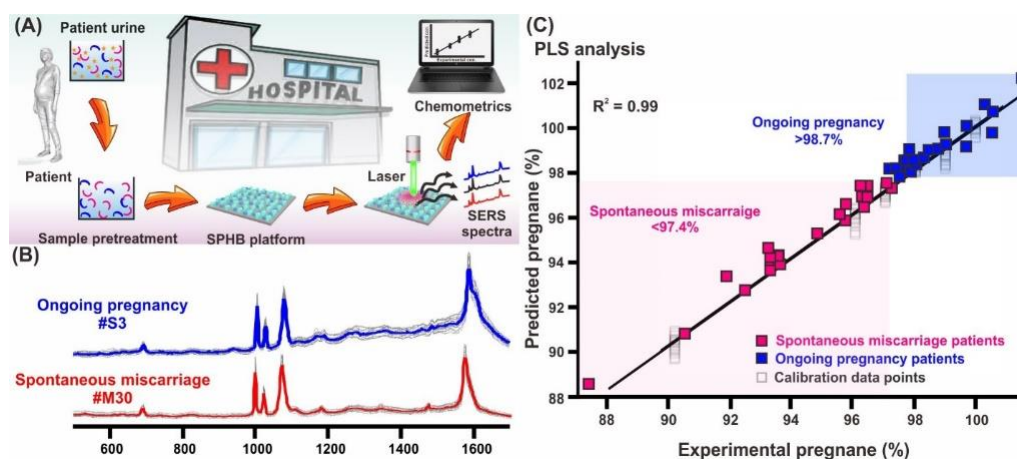 (A)
Patient urine
HOSPITAL
Patient
Sample pretreatment
SPHB platform
Laser
Chemometrics
SERS
spectra
(B)
Ongoing pregnancy
#S3
Spontaneous miscarriage
#M30
600
800
1000
1200
1400
1600
(C)
PLS analysis
R² = 0.99
Ongoing pregnancy
>98.7%
Spontaneous miscarraige
<97.4%
Spontaneous miscarriage patients
Ongoing pregnancy patients
Calibration data points
Predicted pregnane (%)
102
100
98
96
94
92
90
88
88
90
92
94
96
98
100
Experimental pregnane (%)